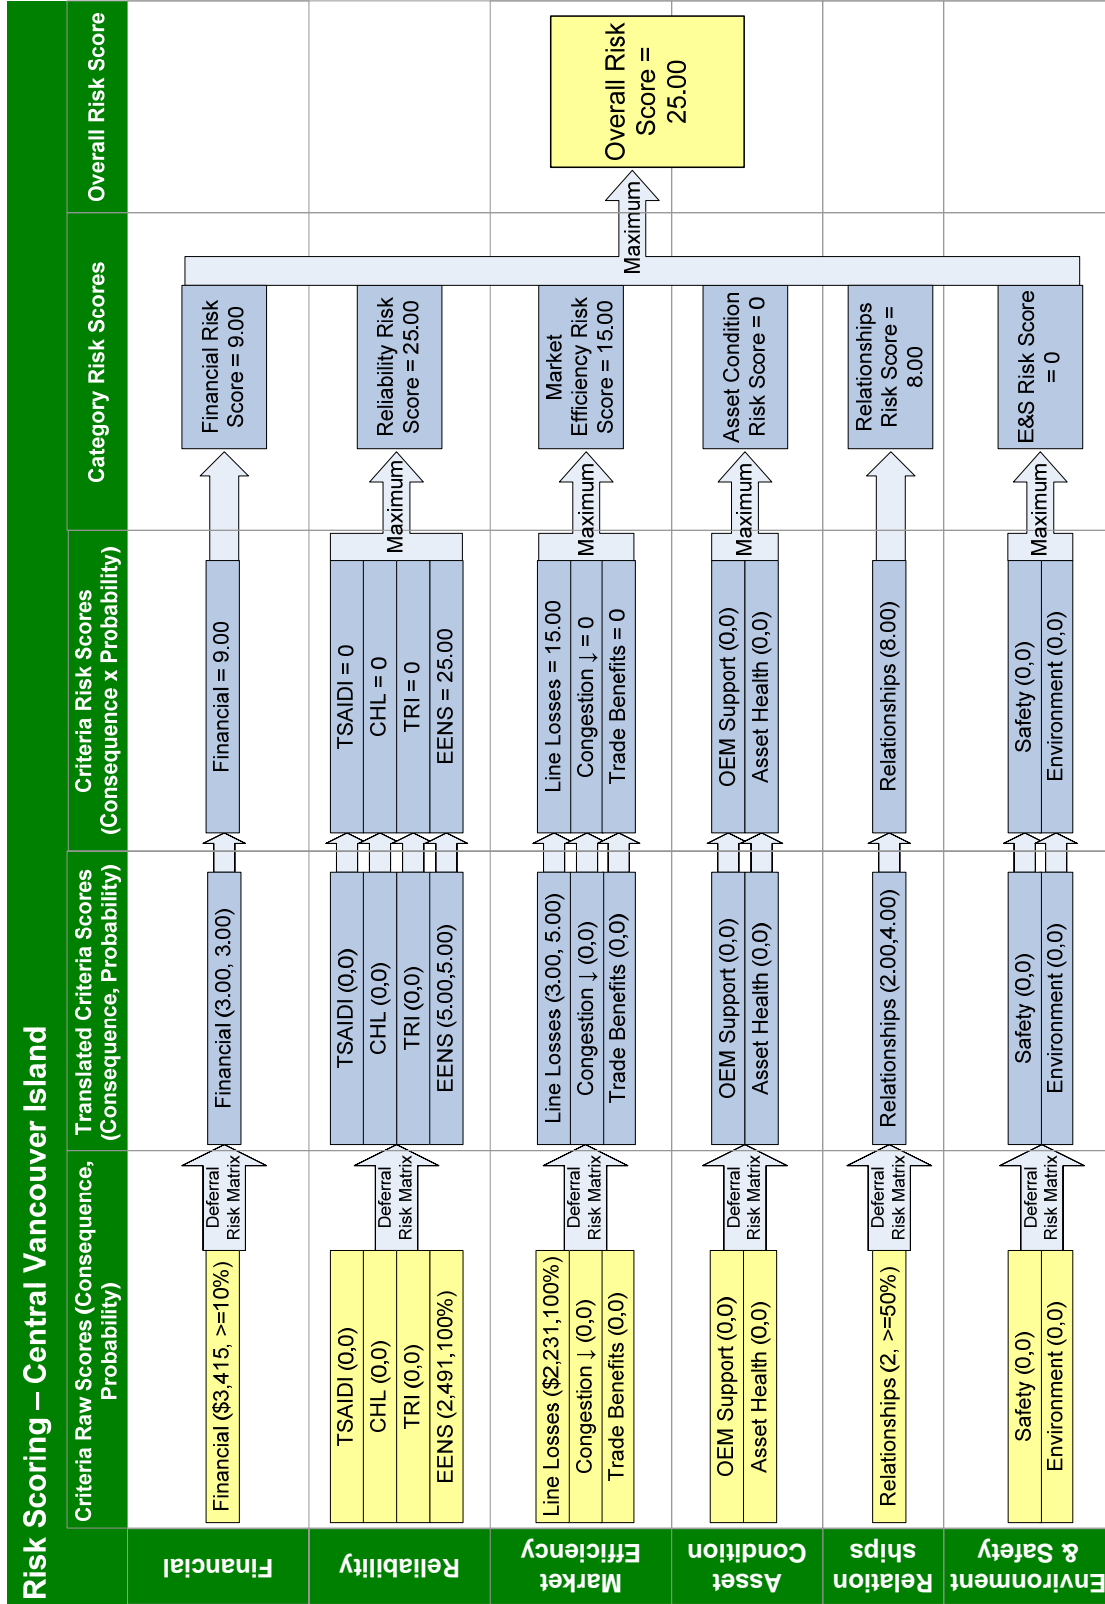 Risk Scoring – Central Vancouver Island
Criteria Raw Scores (Consequence,
Probability)
Translated Criteria Scores
(Consequence, Probability)
Criteria Risk Scores
(Consequence x Probability)
Category Risk Scores
Overall Risk Score
Financial
Financial ($3,415, >=10%)
Deferral
Risk Matrix
Financial (3.00, 3.00)
Financial = 9.00
Financial Risk
Score = 9.00
Reliability
TSAIDI (0,0)
CHL (0,0)
TRI (0,0)
EENS (2,491,100%)
Deferral
Risk Matrix
TSAIDI (0,0)
CHL (0,0)
TRI (0,0)
EENS (5.00,5.00)
TSAIDI = 0
CHL = 0
TRI = 0
EENS = 25.00
Maximum
Reliability Risk
Score = 25.00
Market
Efficiency
Line Losses ($2,231,100%)
Congestion ↓ (0,0)
Trade Benefits (0,0)
Deferral
Risk Matrix
Line Losses (3.00, 5.00)
Congestion ↓ (0,0)
Trade Benefits (0,0)
Line Losses = 15.00
Congestion ↓ = 0
Trade Benefits = 0
Maximum
Market
Efficiency Risk
Score = 15.00
Maximum
Overall Risk
Score =
25.00
Asset
Condition
OEM Support (0,0)
Asset Health (0,0)
Deferral
Risk Matrix
OEM Support (0,0)
Asset Health (0,0)
OEM Support (0,0)
Asset Health (0,0)
Maximum
Asset Condition
Risk Score = 0
Relation
ships
Relationships (2, >=50%)
Deferral
Risk Matrix
Relationships (2.00,4.00)
Relationships (8.00)
Relationships
Risk Score =
8.00
Environment
& Safety
Safety (0,0)
Environment (0,0)
Deferral
Risk Matrix
Safety (0,0)
Environment (0,0)
Safety (0,0)
Environment (0,0)
Maximum
E&S Risk Score
= 0